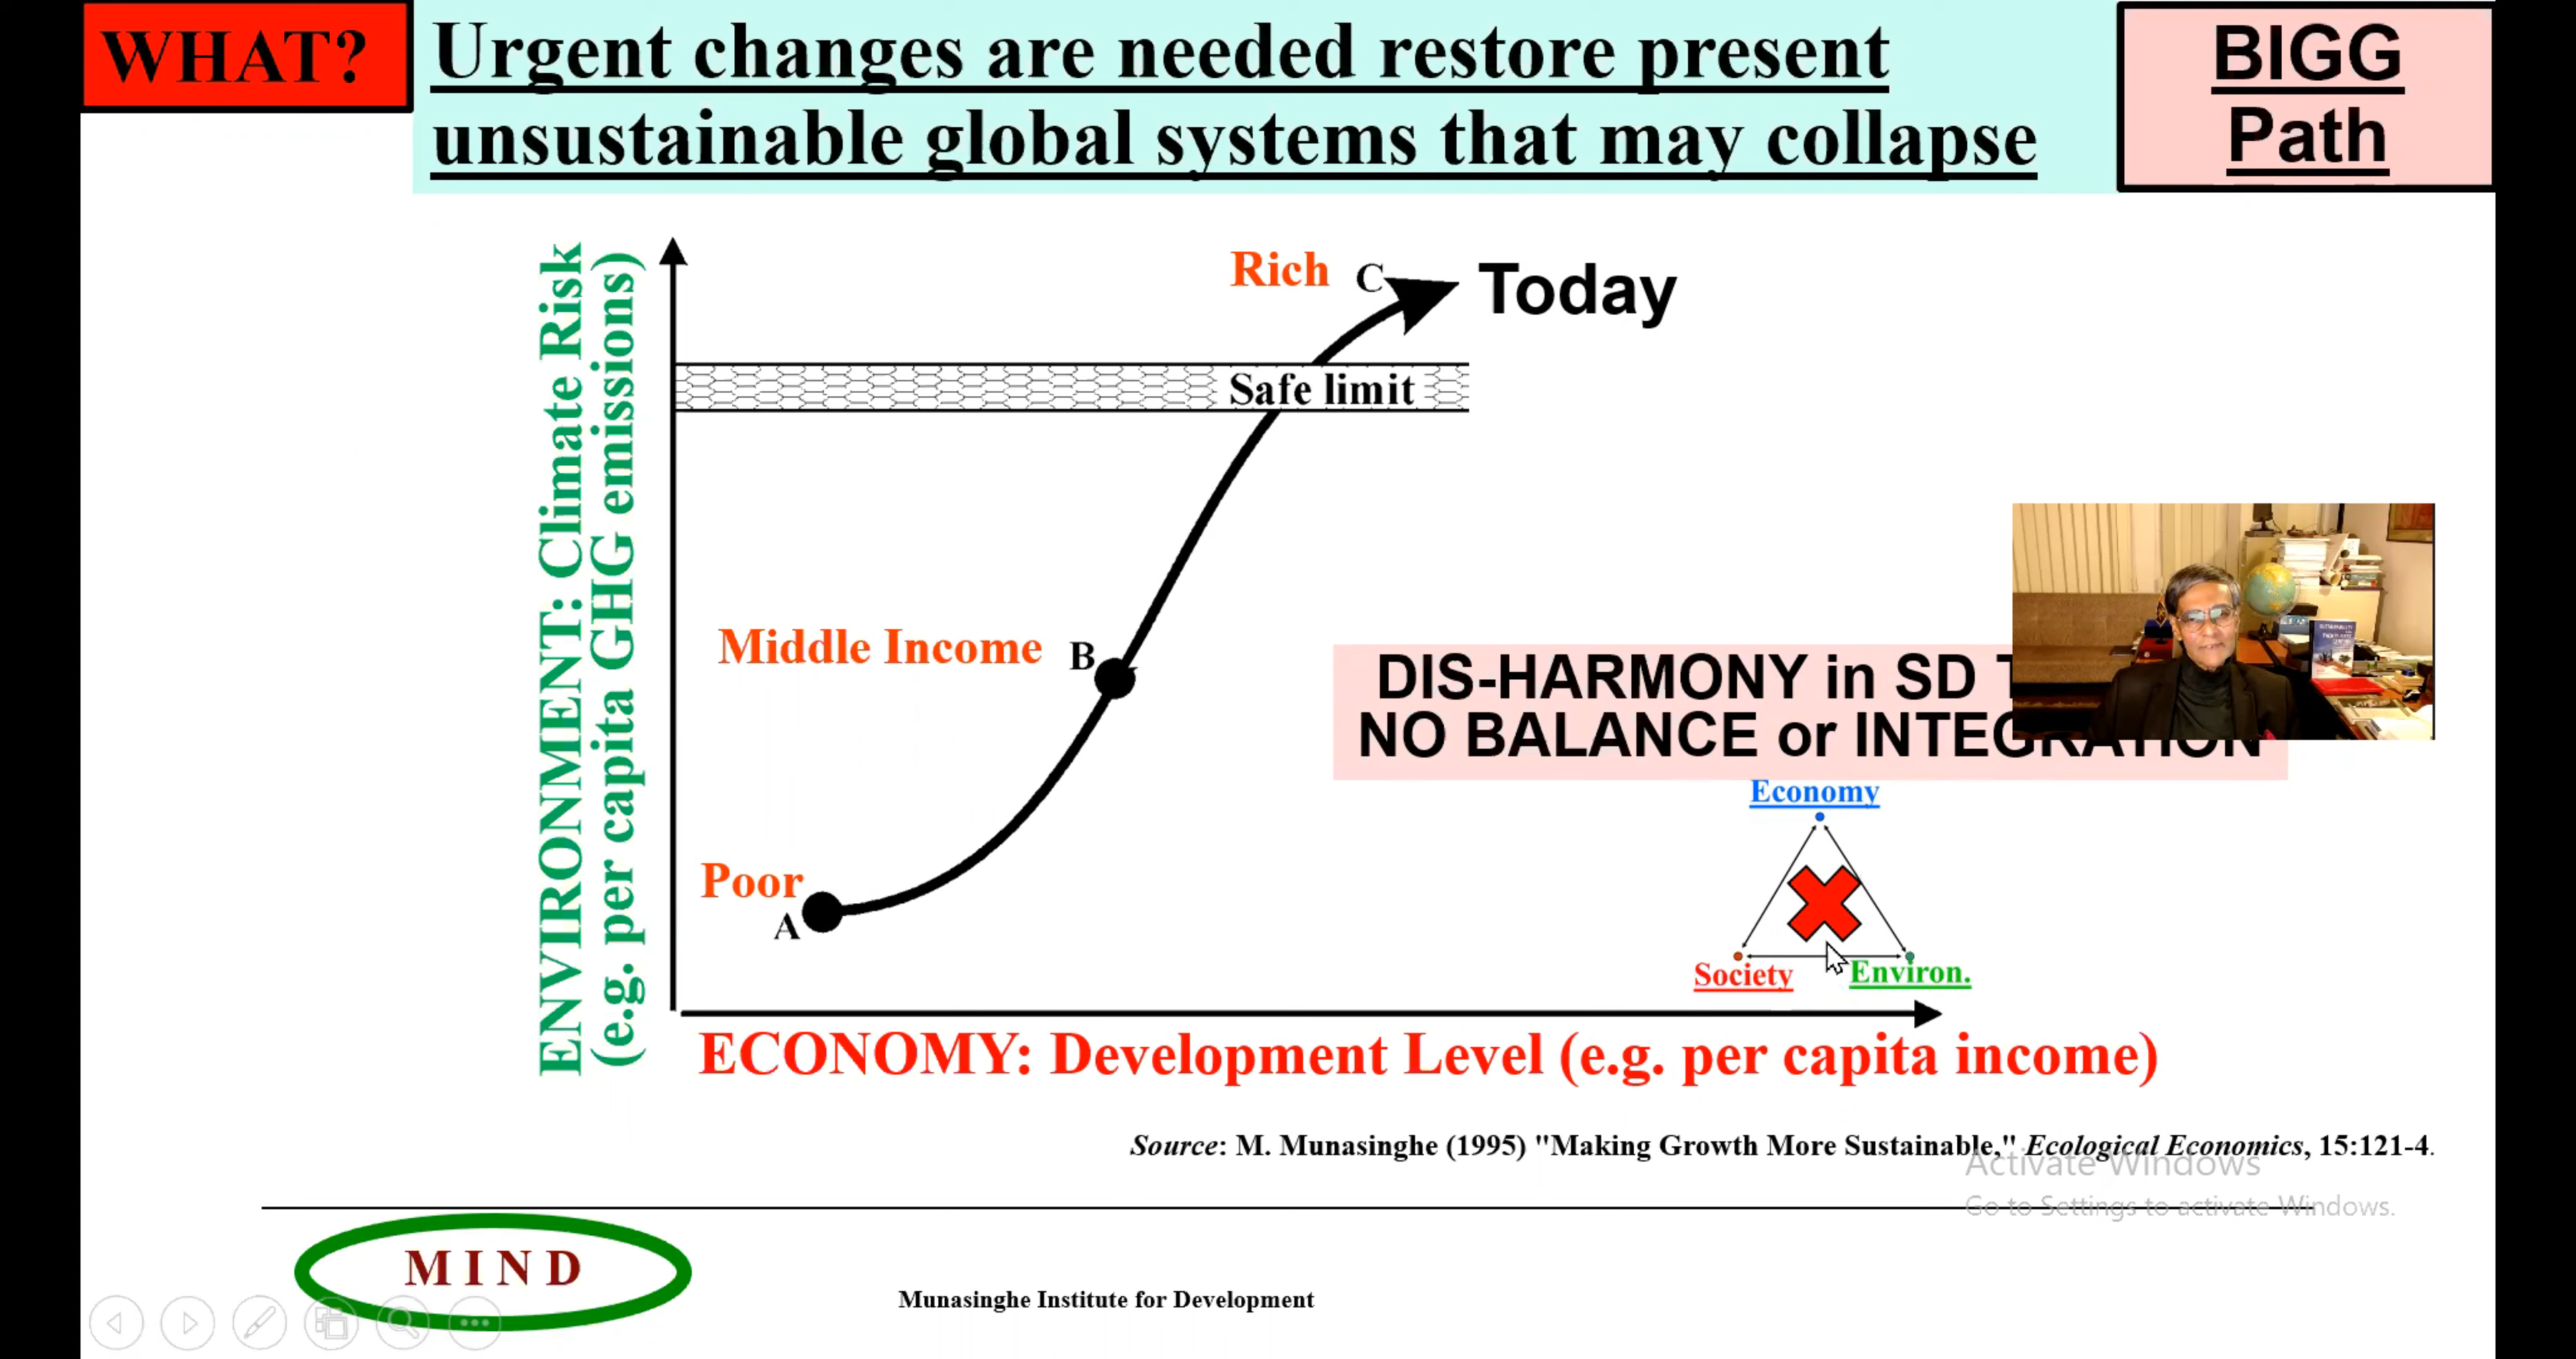 WHAT?
Urgent changes are needed restore present
unsustainable global systems that may collapse
BIGG
Path
ENVIRONMENT: Climate Risk
(e.g. per capita GHG emissions)
Rich C
Today
Safe limit
Middle Income B
DIS-HARMONY in SD
NO BALANCE or INTEGRATION
Economy
Poor
A
Society
Environ.
ECONOMY: Development Level (e.g. per capita income)
Source: M. Munasinghe (1995) "Making Growth More Sustainable," Ecological Economics, 15:121-4.
Activate Windows
Go to Settings to activate Windows.
MIND
Munasinghe Institute for Development